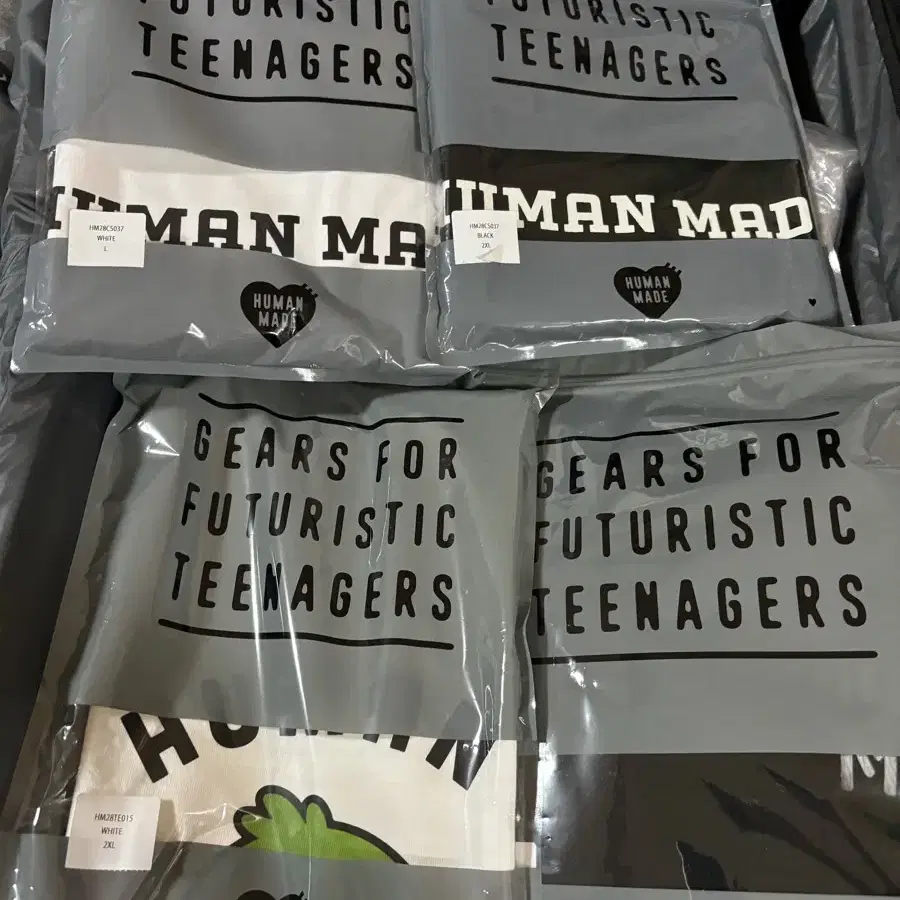 FUTURISTIC
TEENAGERS
HUMAN MA
HM28CS037
WHITE
L
HUMAN
MADE
FUTURISTIC
TEENAGERS
HUMAN MAD
HM28CS037
BLACK
2XL
HUMAN
MADE
GEARS FOR
FUTURISTIC
TEENAGERS
HUMAN
HM28TE015
WHITE
2XL
GEARS FOR
FUTURISTIC
TEENAGERS
M